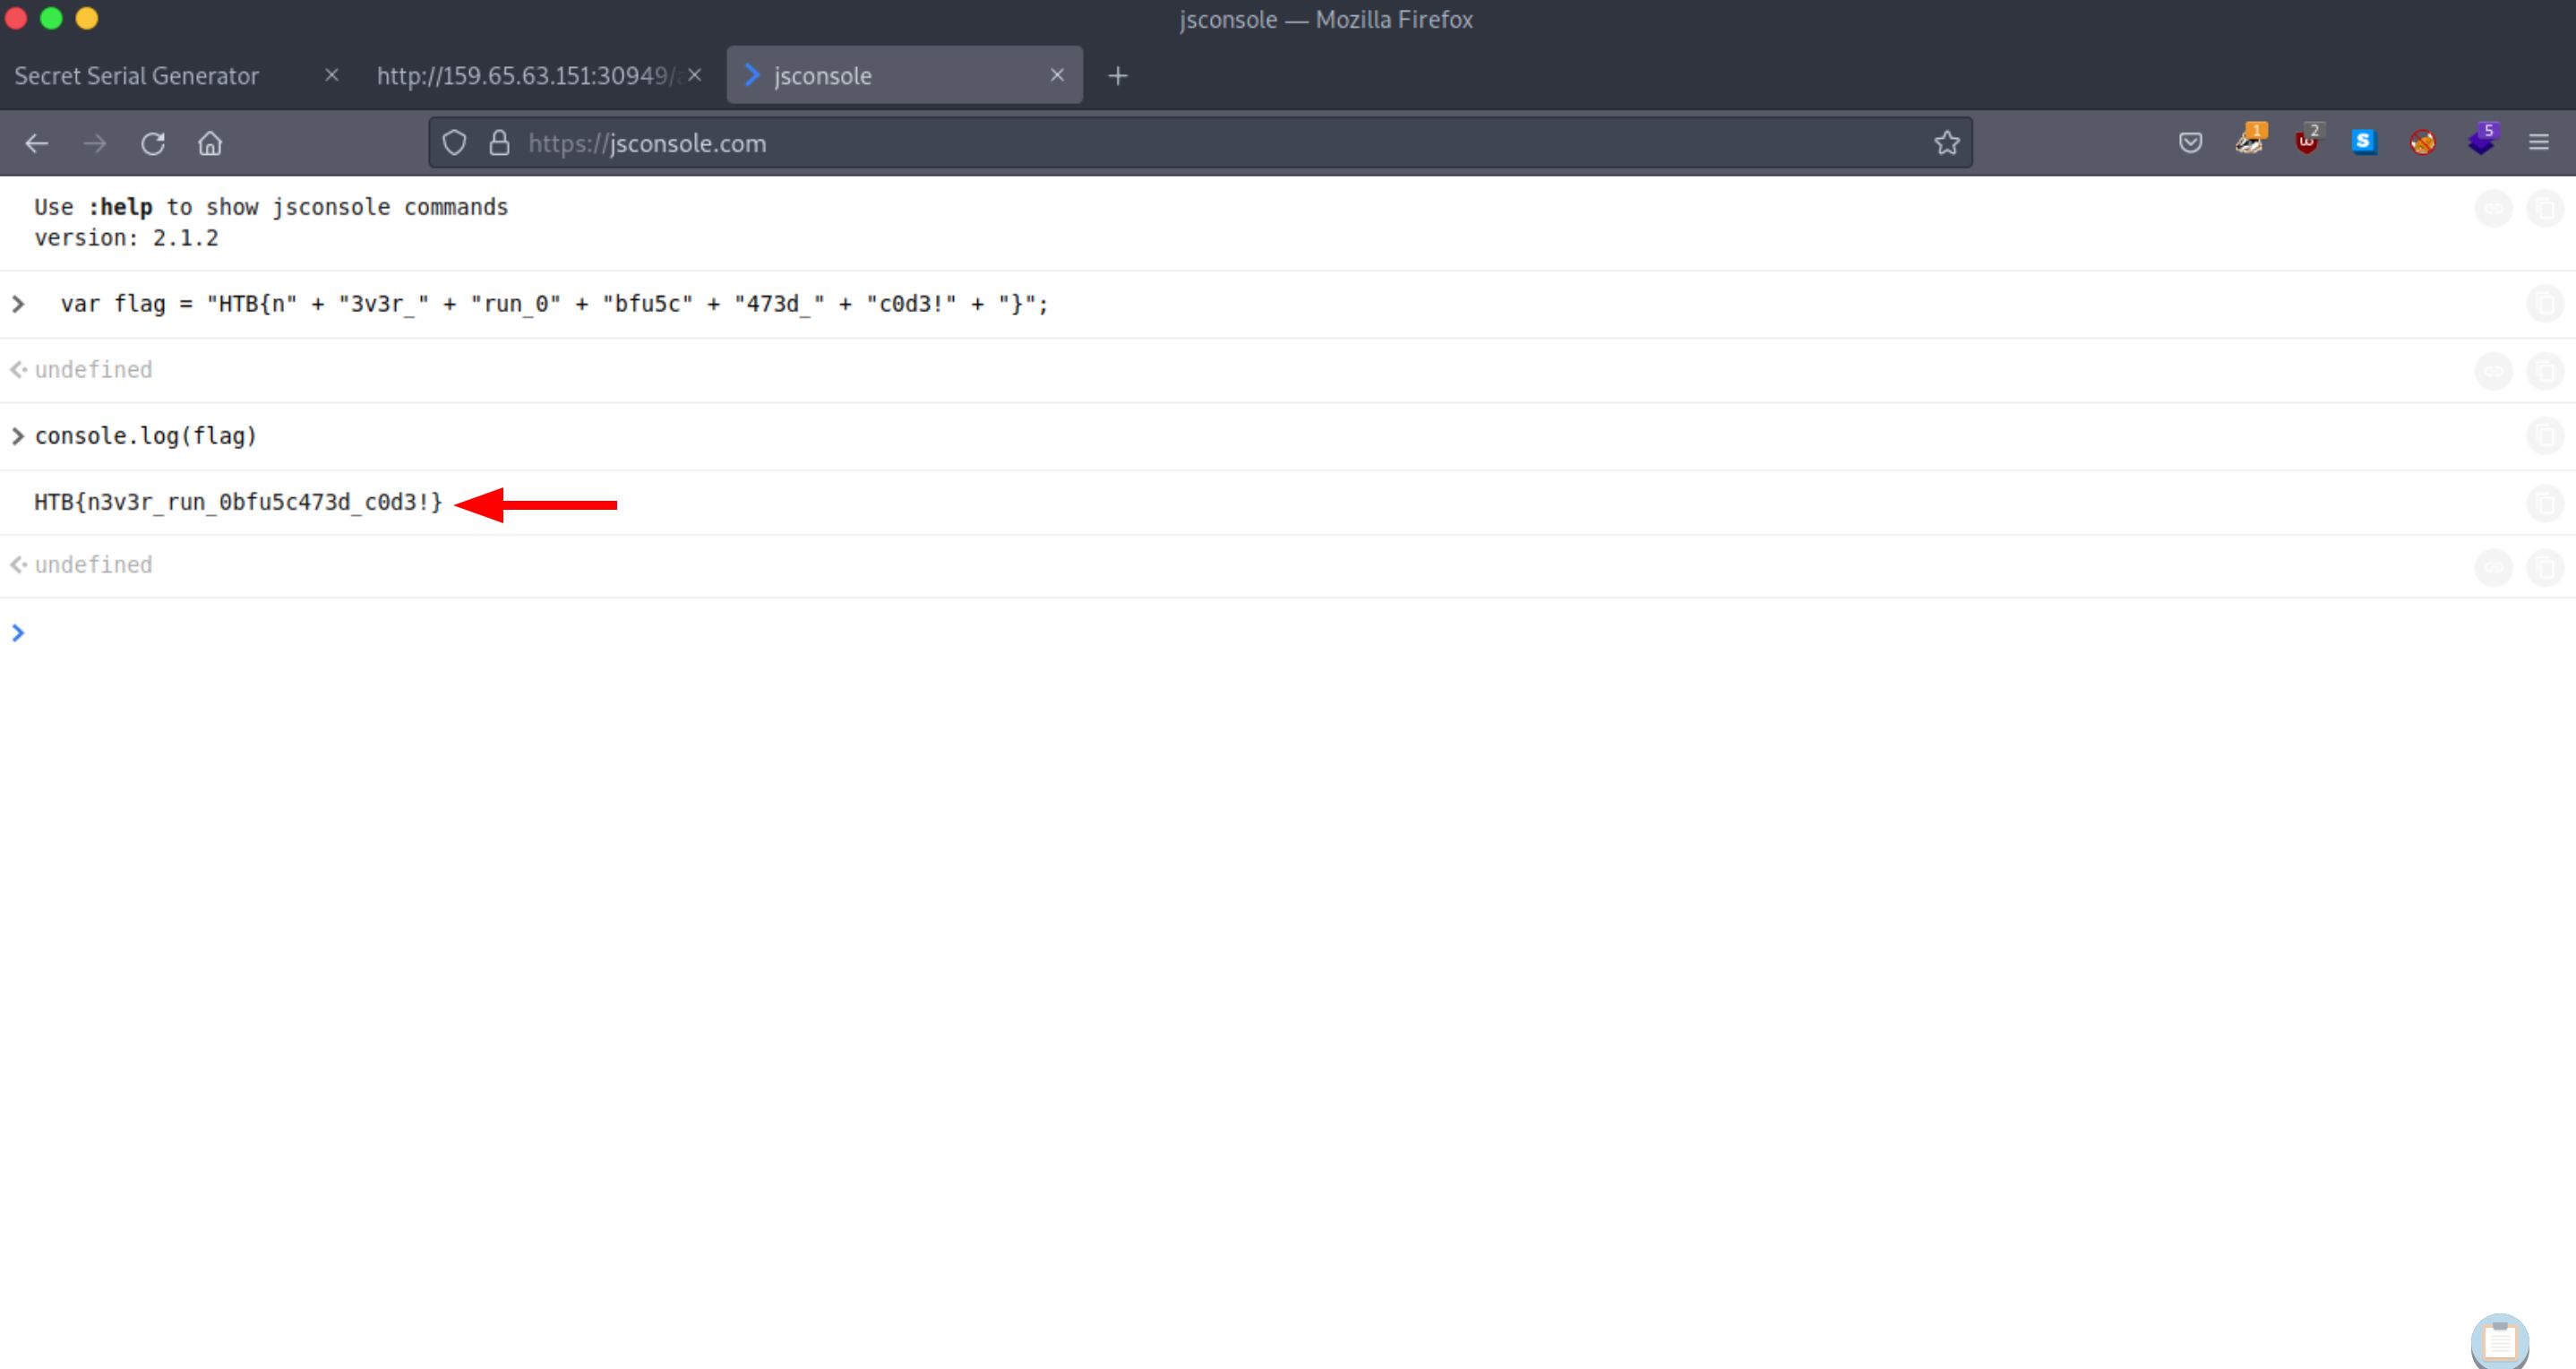 jsconsole — Mozilla Firefox
Secret Serial Generator
http://159.65.63.151:30949/
jsconsole
https://jsconsole.com
1
2
S
5
Use :help to show jsconsole commands
version: 2.1.2
var flag = "HTB{n" + "3v3r_" + "run_0" + "bfu5c" + "473d_" + "c0d3!" + "}";
undefined
console.log(flag)
HTB{n3v3r_run_0bfu5c473d_c0d3!}
undefined